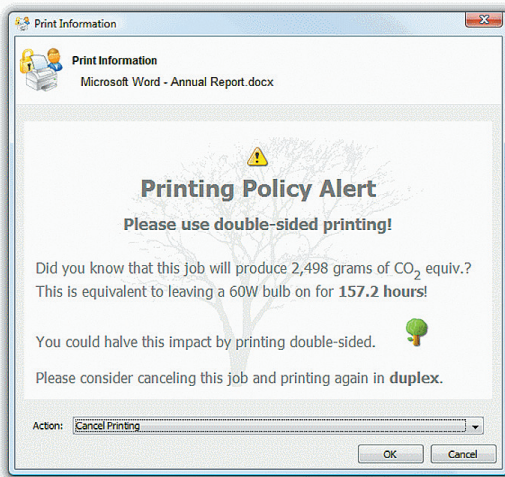 Print Information
Print Information
Microsoft Word - Annual Report.docx
Printing Policy Alert
Please use double-sided printing!
Did you know that this job will produce 2,498 grams of CO2 equiv.?
This is equivalent to leaving a 60W bulb on for 157.2 hours!
You could halve this impact by printing double-sided.
Please consider canceling this job and printing again in duplex.
Action: Cancel Printing
OK Cancel